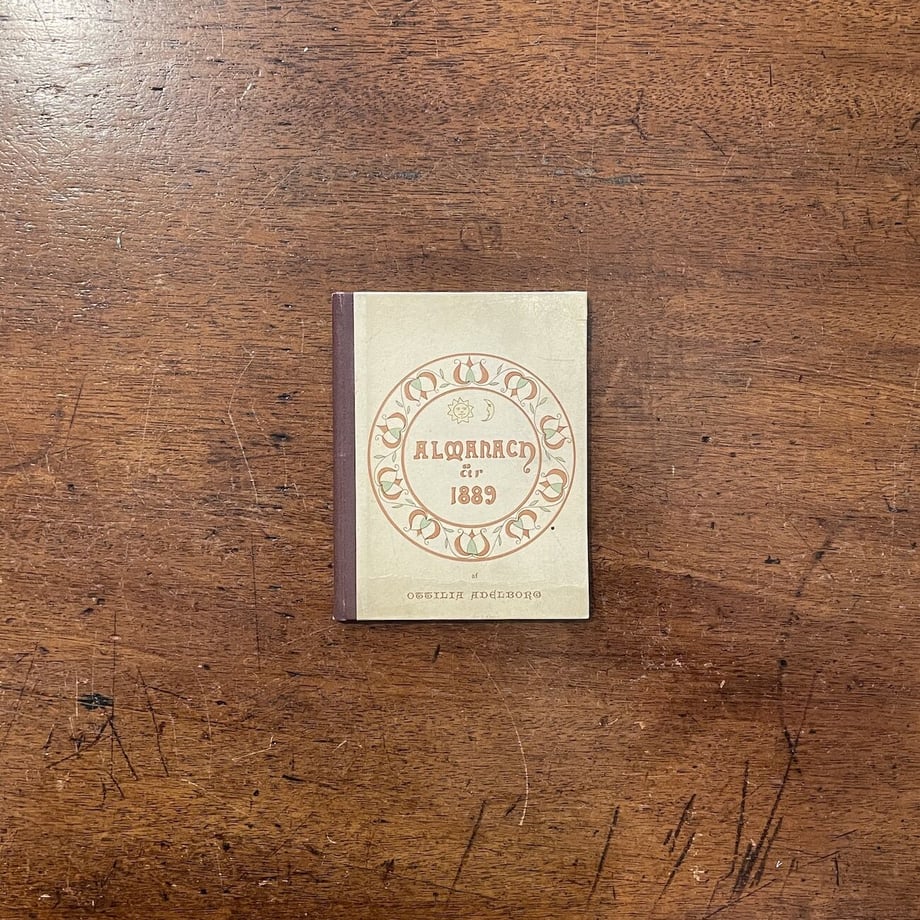 ALMANACH
år
1889
af
OTTILIA ADELBORG